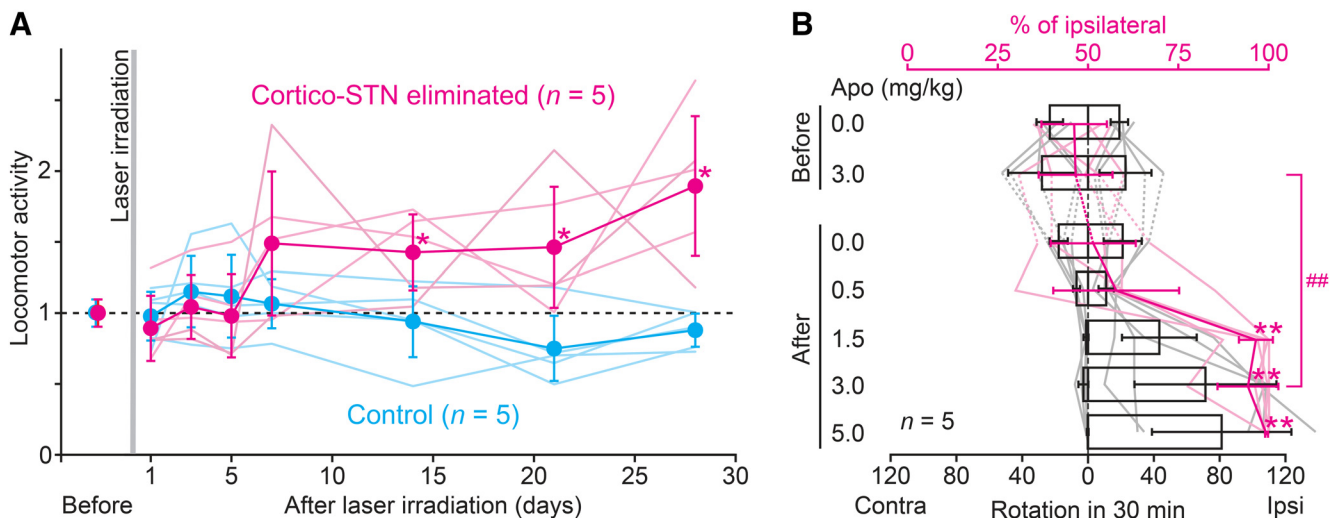 A
Locomotor activity
2
1
0
Laser irradiation
Cortico-STN eliminated (n = 5)
*
*
*
Control (n = 5)
1
5
10
15
20
25
30
Before
After laser irradiation (days)
B
% of ipsilateral
0
25
50
75
100
Apo (mg/kg)
Before
0.0
3.0
After
0.0
0.5
1.5
**
3.0
**
5.0
**
##
n = 5
120
80
40
0
40
80
120
Contra
Rotation in 30 min
Ipsi